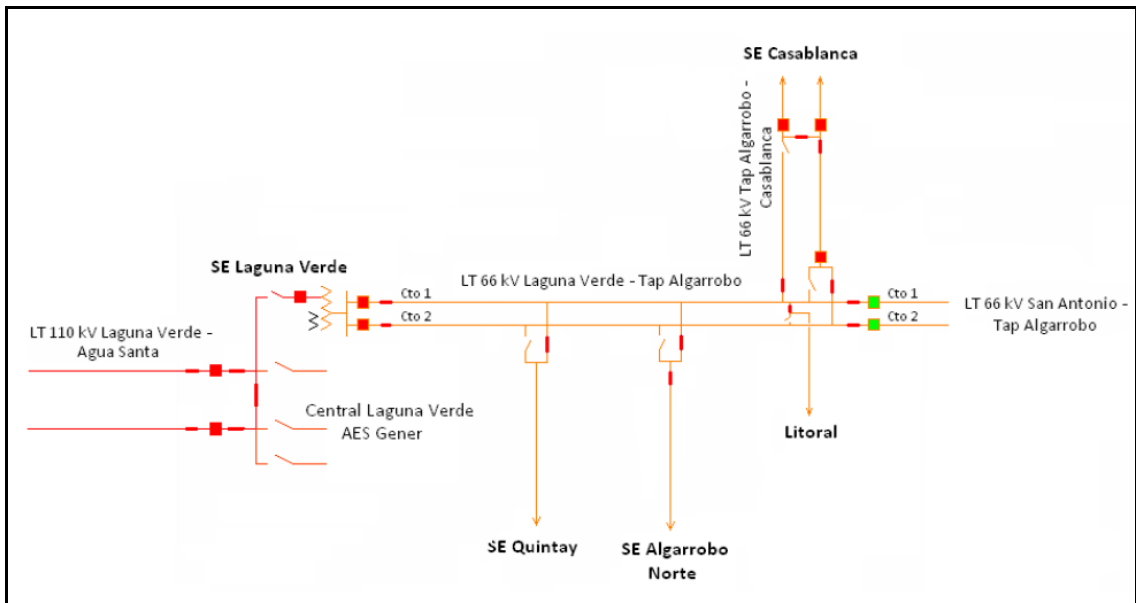 SE Casablanca
LT 66 kV Tap Algarrobo -
Casablanca
SE Laguna Verde
LT 66 kV Laguna Verde - Tap Algarrobo
Cto 1
Cto 1
Cto 2
Cto 2
LT 66 kV San Antonio -
Tap Algarrobo
LT 110 kV Laguna Verde -
Agua Santa
Central Laguna Verde
AES Gener
Litoral
SE Quintay
SE Algarrobo
Norte